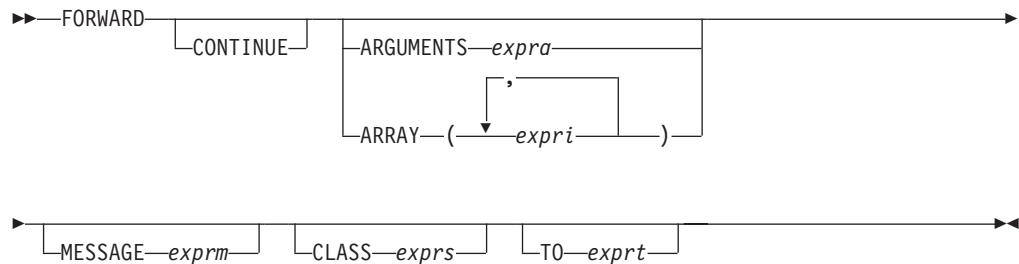 FORWARD
CONTINUE
ARGUMENTS expra
,
ARRAY ( expri )
MESSAGE exprm CLASS exprs TO exprt